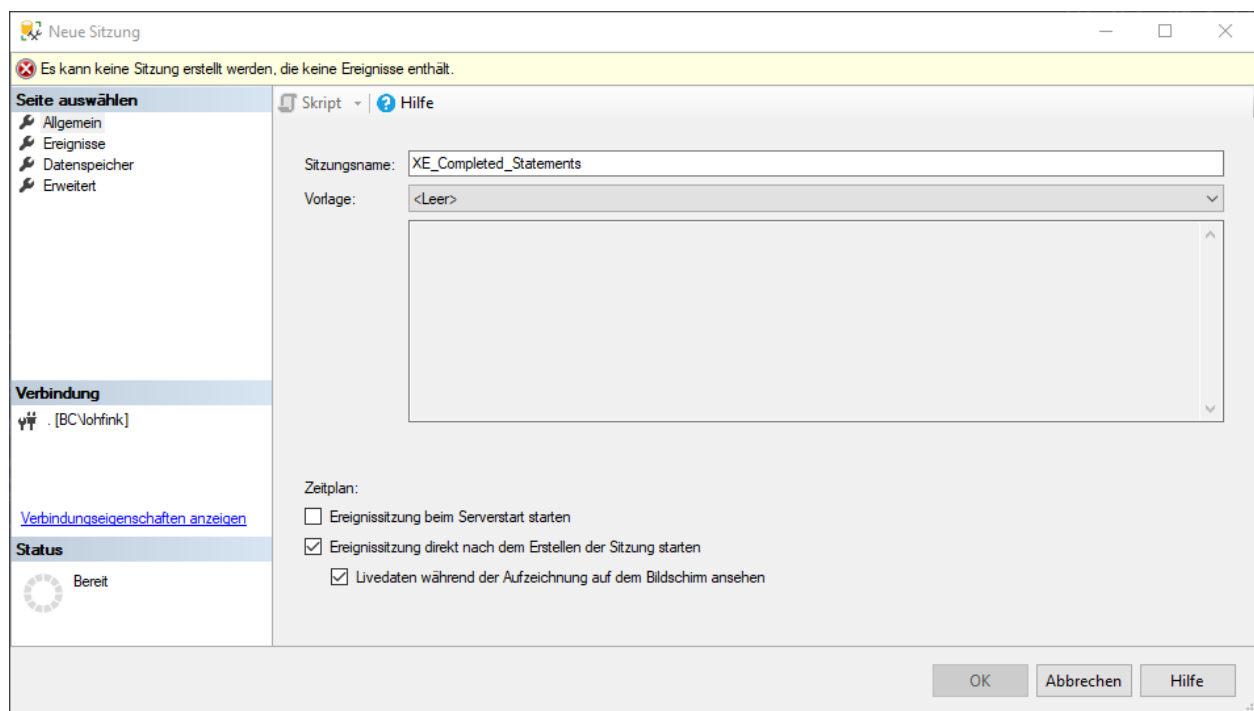 Neue Sitzung
Es kann keine Sitzung erstellt werden, die keine Ereignisse enthält.
Seite auswählen
Allgemein
Ereignisse
Datenspeicher
Erweitert
Skript
Hilfe
Sitzungsname: XE_Completed_Statements
Vorlage: <Leer>
Verbindung
. [BC\lohfink]
Verbindungseigenschaften anzeigen
Status
Bereit
Zeitplan:
Ereignissitzung beim Serverstart starten
Ereignissitzung direkt nach dem Erstellen der Sitzung starten
Livedaten während der Aufzeichnung auf dem Bildschirm ansehen
OK Abbrechen Hilfe